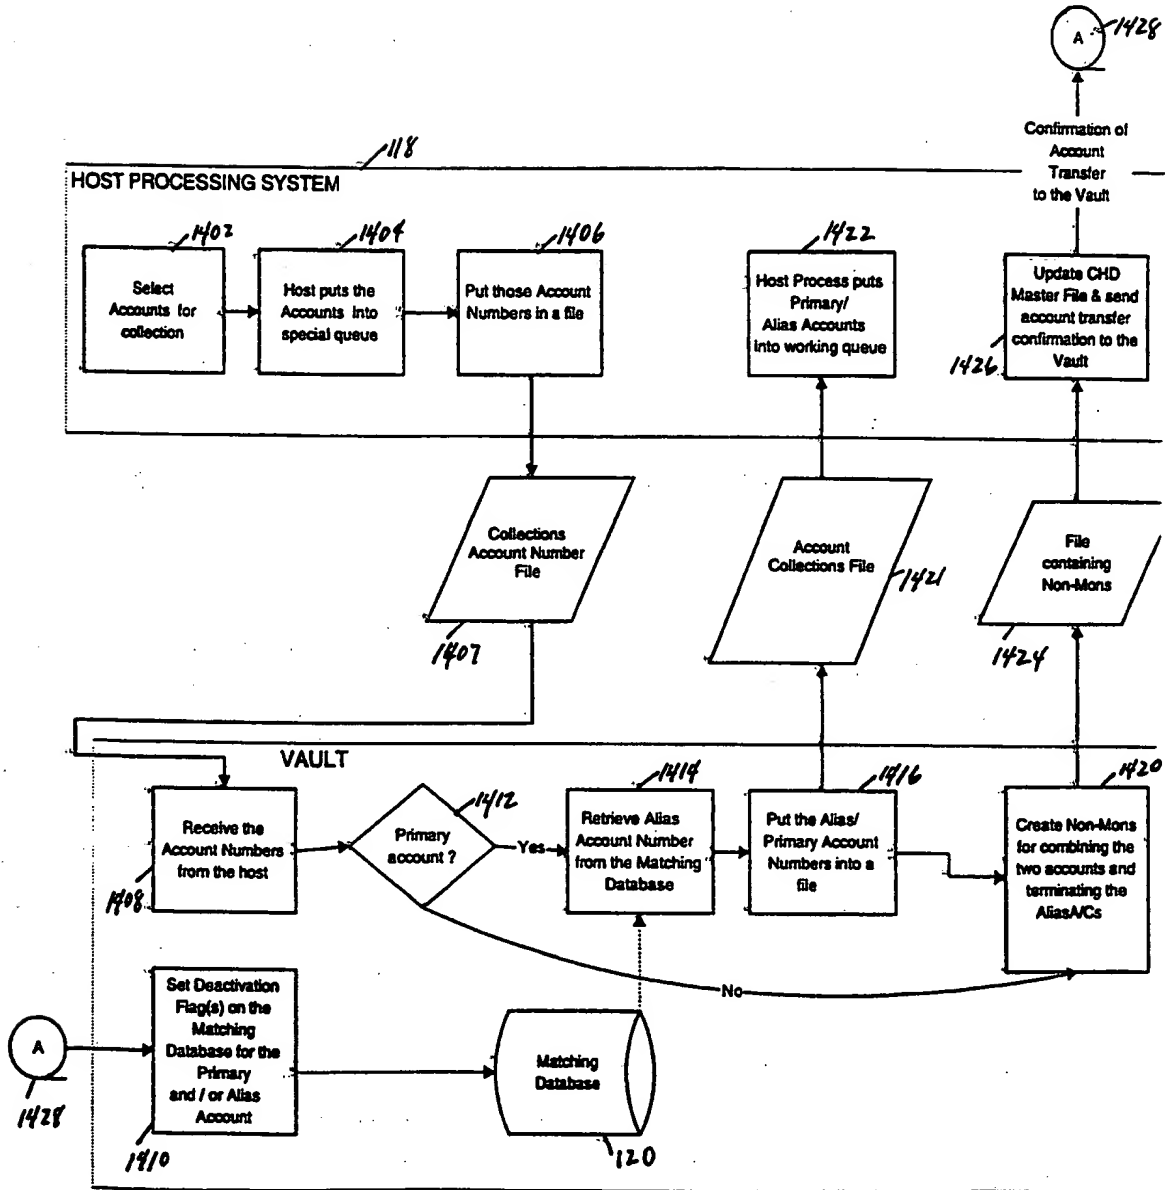 A
1428
Confirmation of
Account
Transfer
to the Vault
118
HOST PROCESSING SYSTEM
1402
Select
Accounts for
collection
1404
Host puts the
Accounts Into
special queue
1406
Put those Account
Numbers in a file
1422
Host Process puts
Primary/
Alias Accounts
Into working queue
Update CHD
Master File & send
account transfer
confirmation to the
Vault
1426
Collections
Account Number
File
1407
Account
Collections File
1421
File
containing
Non-Mons
1424
VAULT
Receive the
Account Numbers
from the host
1408
1412
Primary
account ?
Yes
No
1414
Retrieve Alias
Account Number
from the Matching
Database
1416
Put the Alias/
Primary Account
Numbers into a
file
1420
Create Non-Mons
for combining the
two accounts and
terminating the
AliasA/Cs
A
1428
Set Deactivation
Flag(s) on the
Matching
Database for the
Primary
and / or Alias
Account
1410
Matching
Database
120